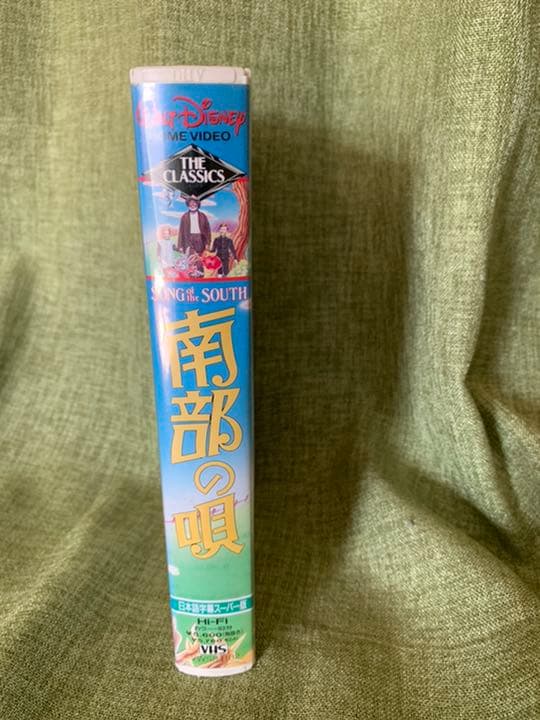 WALT DISNEY
HOME VIDEO
THE
CLASSICS
SONG of the SOUTH
南部の唄
日本語字幕スーパー版
Hi-Fi
VHS